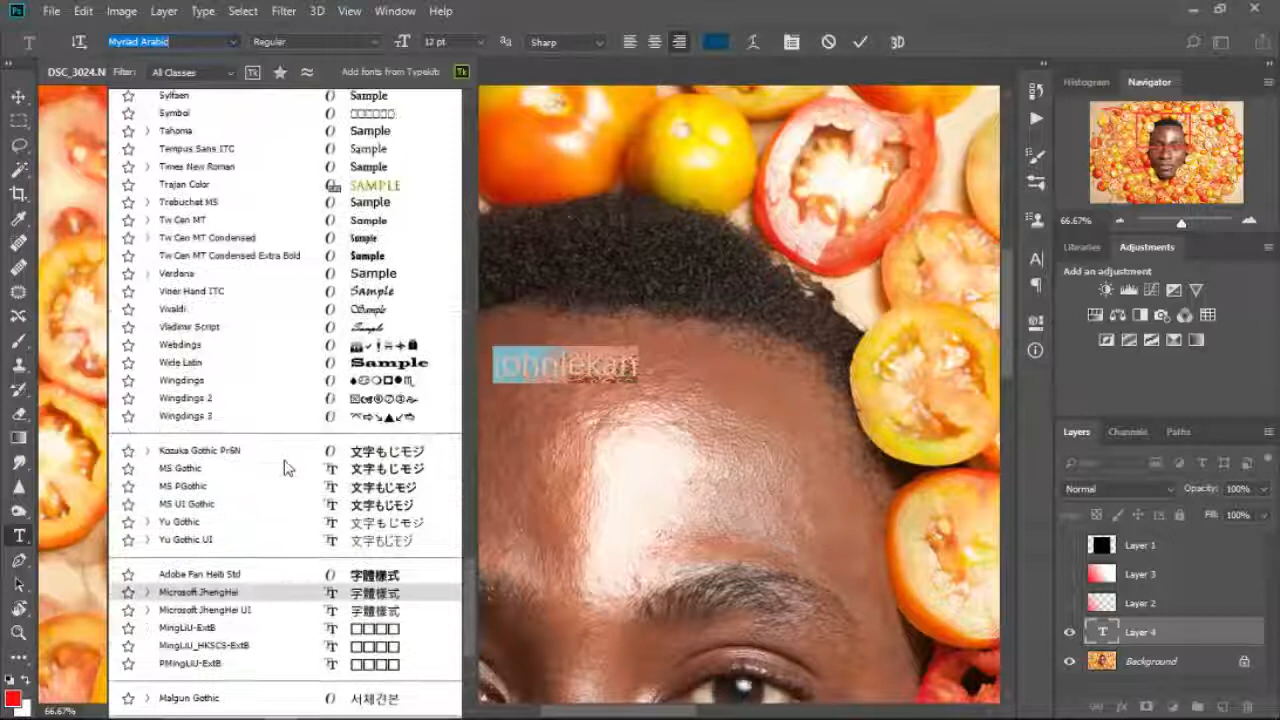 Ps File Edit Image Layer Type Select Filter 3D View Window Help
Myriad Arabic Regular 12 pt Sharp 3D
DSC_3024.N Filter: All Classes Tk Add fonts from Typekit Tk
Sylfaen Sample
Symbol
Tahoma Sample
Tempus Sans ITC Sample
Times New Roman Sample
Trajan Color SAMPLE
Trebuchet MS Sample
Tw Cen MT Sample
Tw Cen MT Condensed Sample
Tw Cen MT Condensed Extra Bold Sample
Verdana Sample
Viner Hand ITC Sample
Vivaldi Sample
Vladimir Script Sample
Webdings
Wide Latin Sample
Wingdings
Wingdings 2
Wingdings 3
Kozuka Gothic Pr6N 文字もじモジ
MS Gothic 文字もじモジ
MS PGothic 文字もじモジ
MS UI Gothic 文字もじモジ
Yu Gothic 文字もじモジ
Yu Gothic UI 文字もじモジ
Adobe Fan Heiti Std 字體樣式
Microsoft JhengHei 字體樣式
Microsoft JhengHei UI 字體樣式
MingLiU-ExtB
MingLiU_HKSCS-ExtB
PMingLiU-ExtB
Malgun Gothic 서체견본
66.67%
johnlekan
Histogram Navigator
66.67%
Libraries Adjustments
Add an adjustment
Layers Channels Paths
Normal Opacity: 100%
Fill: 100%
Layer 1
Layer 3
Layer 2
T Layer 4
Background